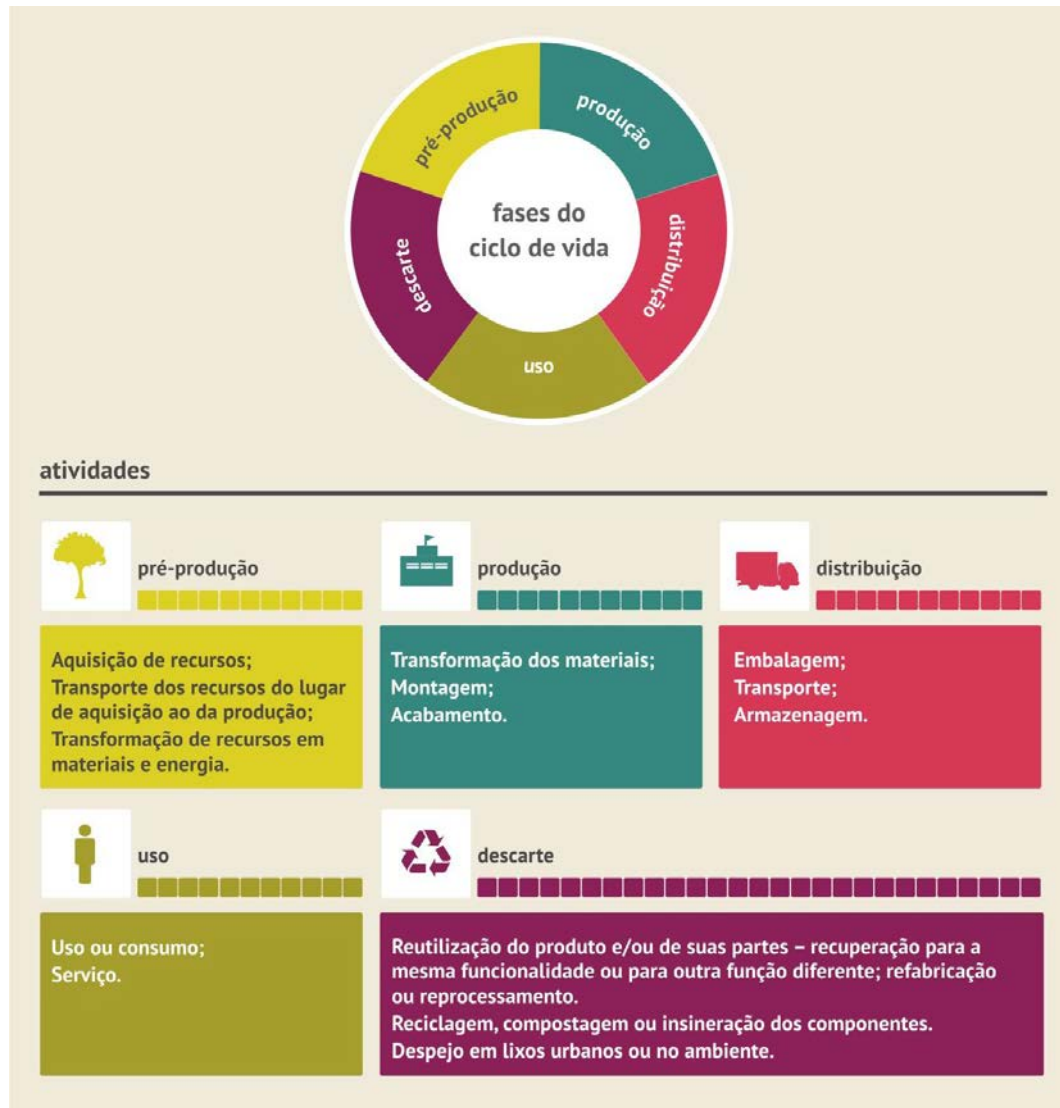 pré-produção
produção
distribuição
uso
descarte
fases do
ciclo de vida
atividades
pré-produção
Aquisição de recursos;
Transporte dos recursos do lugar
de aquisição ao da produção;
Transformação de recursos em
materiais e energia.
produção
Transformação dos materiais;
Montagem;
Acabamento.
distribuição
Embalagem;
Transporte;
Armazenagem.
uso
Uso ou consumo;
Serviço.
descarte
Reutilização do produto e/ou de suas partes – recuperação para a
mesma funcionalidade ou para outra função diferente; refabricação
ou reprocessamento.
Reciclagem, compostagem ou insineração dos componentes.
Despejo em lixos urbanos ou no ambiente.